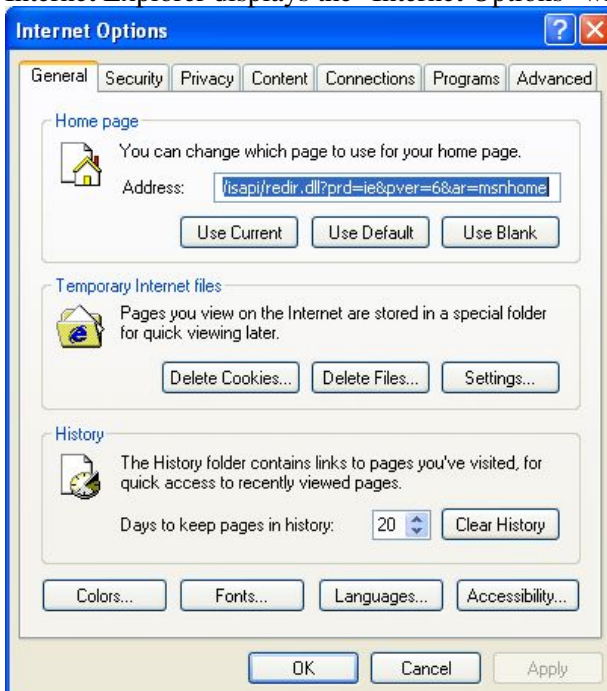 Internet Explorer displays the "Internet Options" w
Internet Options
General Security Privacy Content Connections Programs Advanced
Home page
You can change which page to use for your home page.
Address: /isapi/redir.dll?prd=ie&pver=6&ar=msnhome
Use Current Use Default Use Blank
Temporary Internet files
Pages you view on the Internet are stored in a special folder
for quick viewing later.
Delete Cookies... Delete Files... Settings...
History
The History folder contains links to pages you've visited, for
quick access to recently viewed pages.
Days to keep pages in history: 20 Clear History
Colors... Fonts... Languages... Accessibility...
OK Cancel Apply